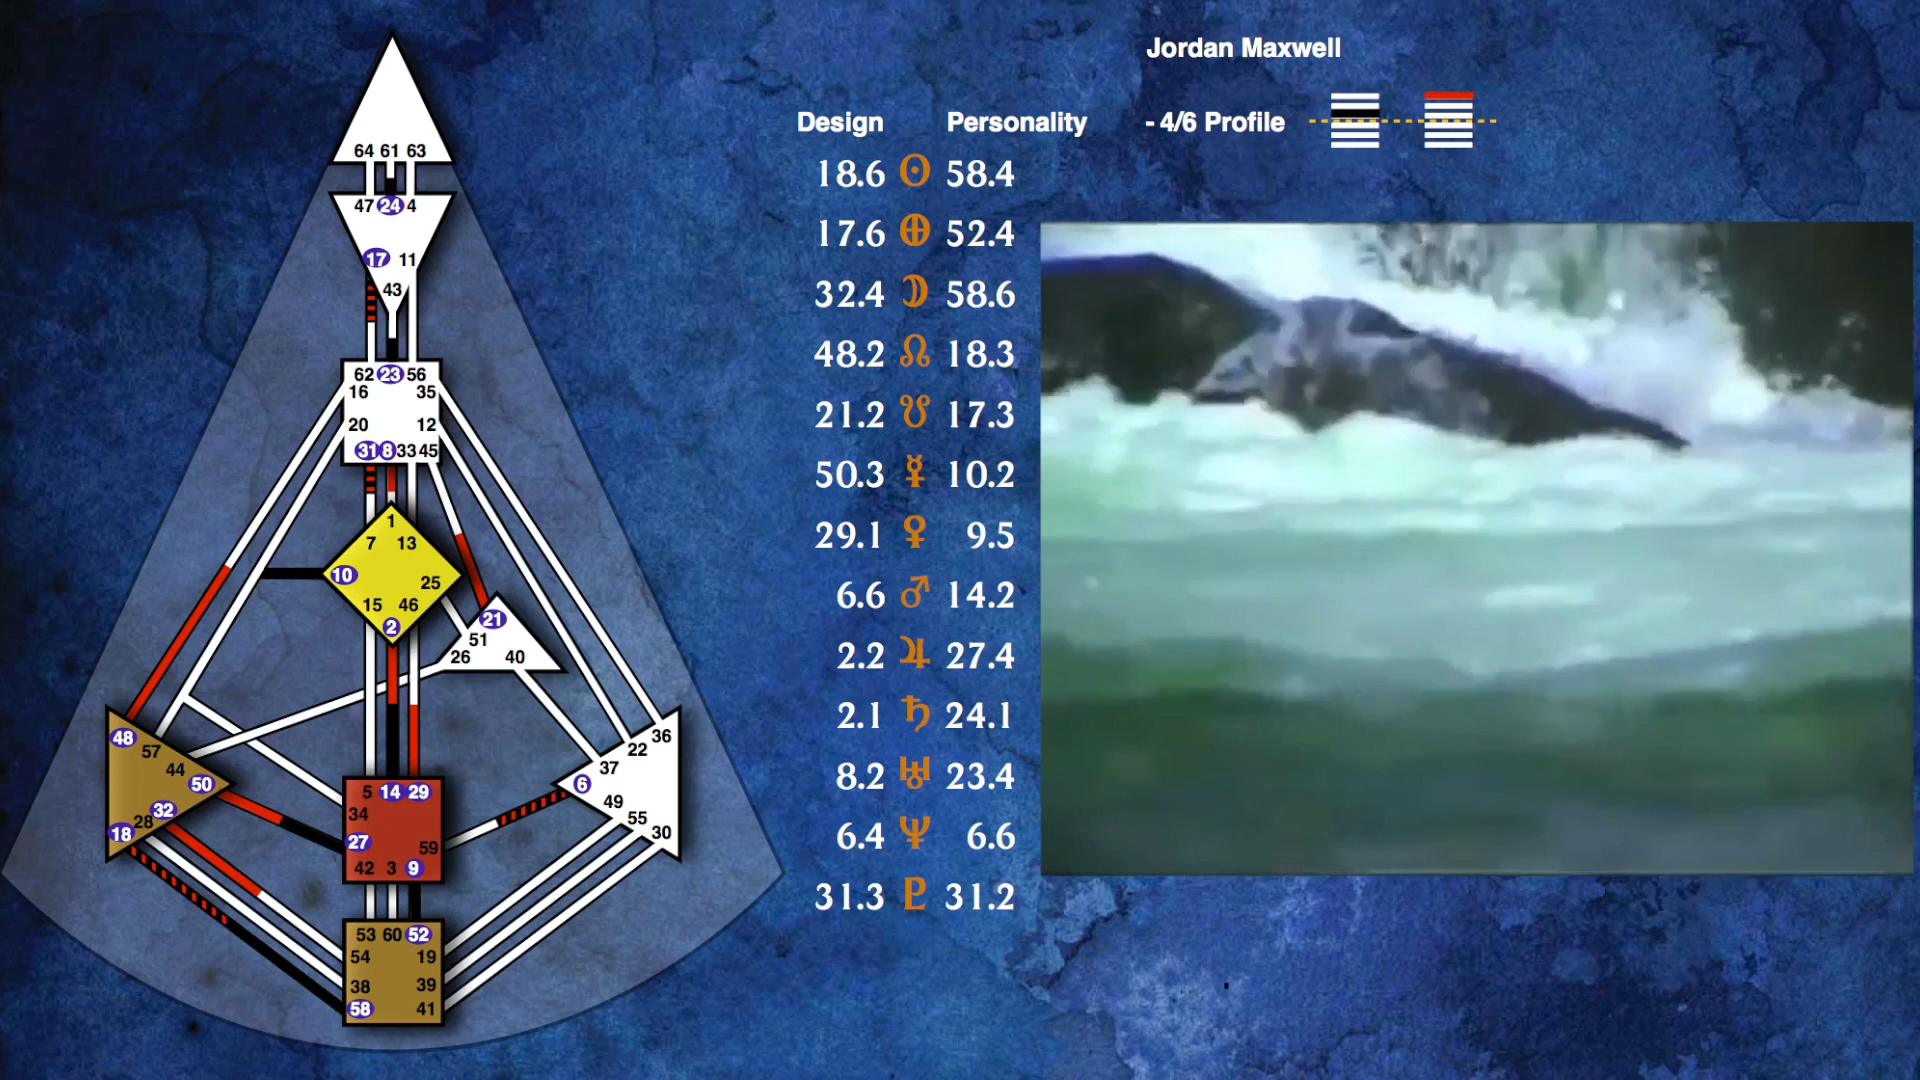 Jordan Maxwell
Design Personality - 4/6 Profile
18.6 ☉ 58.4
17.6 ⊕ 52.4
32.4 ☽ 58.6
48.2 ☊ 18.3
21.2 ☋ 17.3
50.3 ☿ 10.2
29.1 ♀ 9.5
6.6 ♂ 14.2
2.2 ♃ 27.4
2.1 ♄ 24.1
8.2 ♅ 23.4
6.4 ♆ 6.6
31.3 ♇ 31.2
64 61 63
47 24 4
17 11
43
62 23 56
16 35
20 12
31 8 33 45
1
7 13
10
25
15 46
2
21
51
26 40
48
57
44
50
32
28
18
36
22
37
6
49
55
30
5 14 29
34
27
59
42 3 9
53 60 52
54 19
38 39
58 41